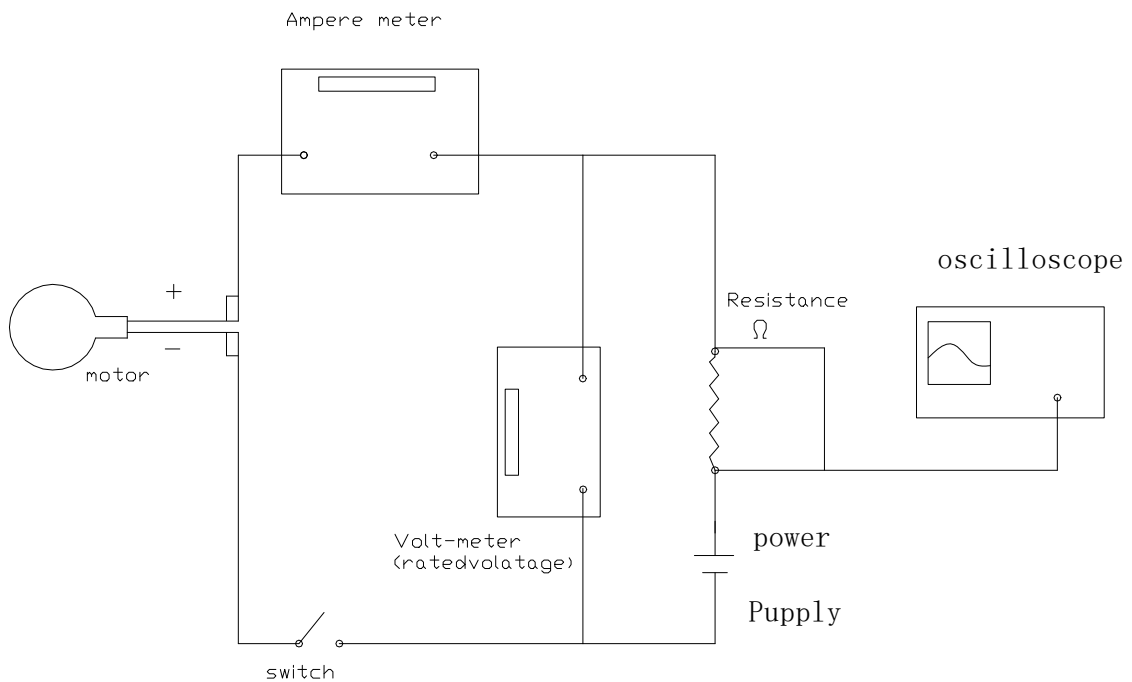 Ampere meter
oscilloscope
+
Resistance
Ω
−
motor
power
Volt-meter
(ratedvolatage)
Pupply
switch